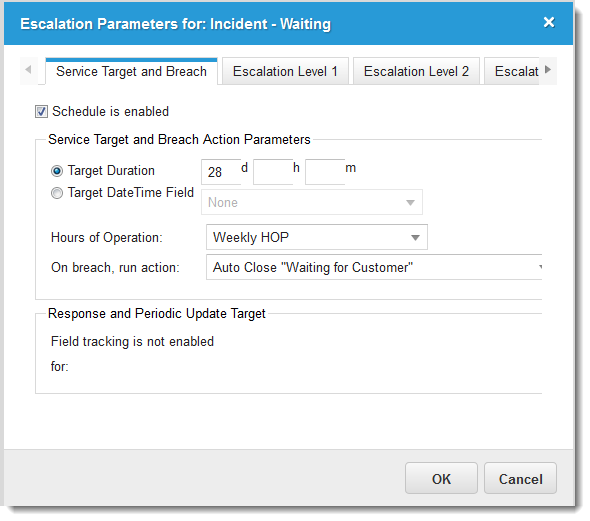 Escalation Parameters for: Incident - Waiting
Service Target and Breach Escalation Level 1 Escalation Level 2 Escalat
Schedule is enabled
Service Target and Breach Action Parameters
Target Duration 28 d h m
Target DateTime Field None
Hours of Operation: Weekly HOP
On breach, run action: Auto Close "Waiting for Customer"
Response and Periodic Update Target
Field tracking is not enabled
for:
OK Cancel